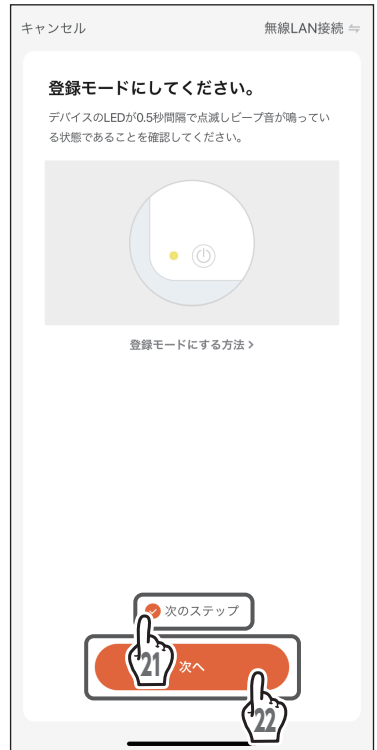 キャンセル 無線LAN接続 ⇋
登録モードにしてください。
デバイスのLEDが0.5秒間隔で点滅しビープ音が鳴ってい
る状態であることを確認してください。
登録モードにする方法 >
次のステップ
21 次へ
22